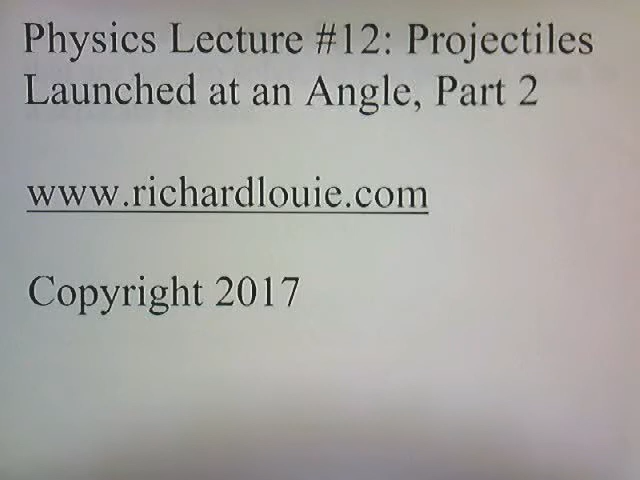 Physics Lecture #12: Projectiles
Launched at an Angle, Part 2
www.richardlouie.com
Copyright 2017